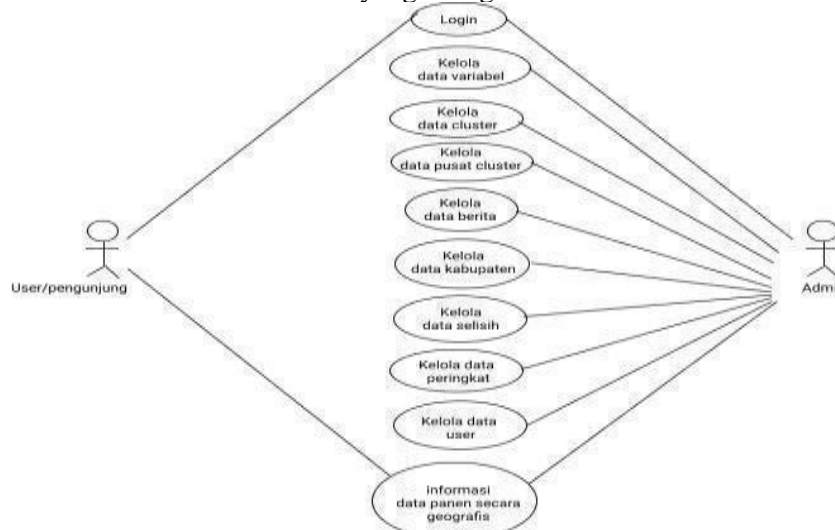 Login
Kelola
data variabel
Kelola
data cluster
Kelola
data pusat cluster
Kelola
data berita
Kelola
data kabupaten
Kelola
data selisih
Kelola data
peringkat
Kelola data
user
informasi
data panen secara
geografis
User/pengunjung
Admi